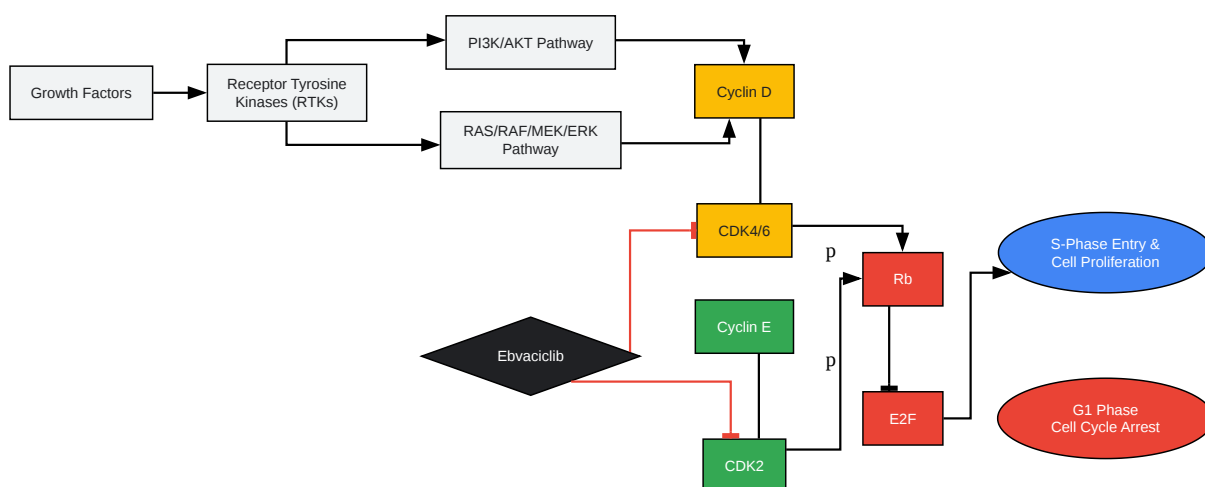 PI3K/AKT Pathway
Growth Factors
Receptor Tyrosine
Kinases (RTKs)
Cyclin D
RAS/RAF/MEK/ERK
Pathway
CDK4/6
p
S-Phase Entry &
Cell Proliferation
Rb
Cyclin E
Ebvaciclib
p
E2F
G1 Phase
Cell Cycle Arrest
CDK2